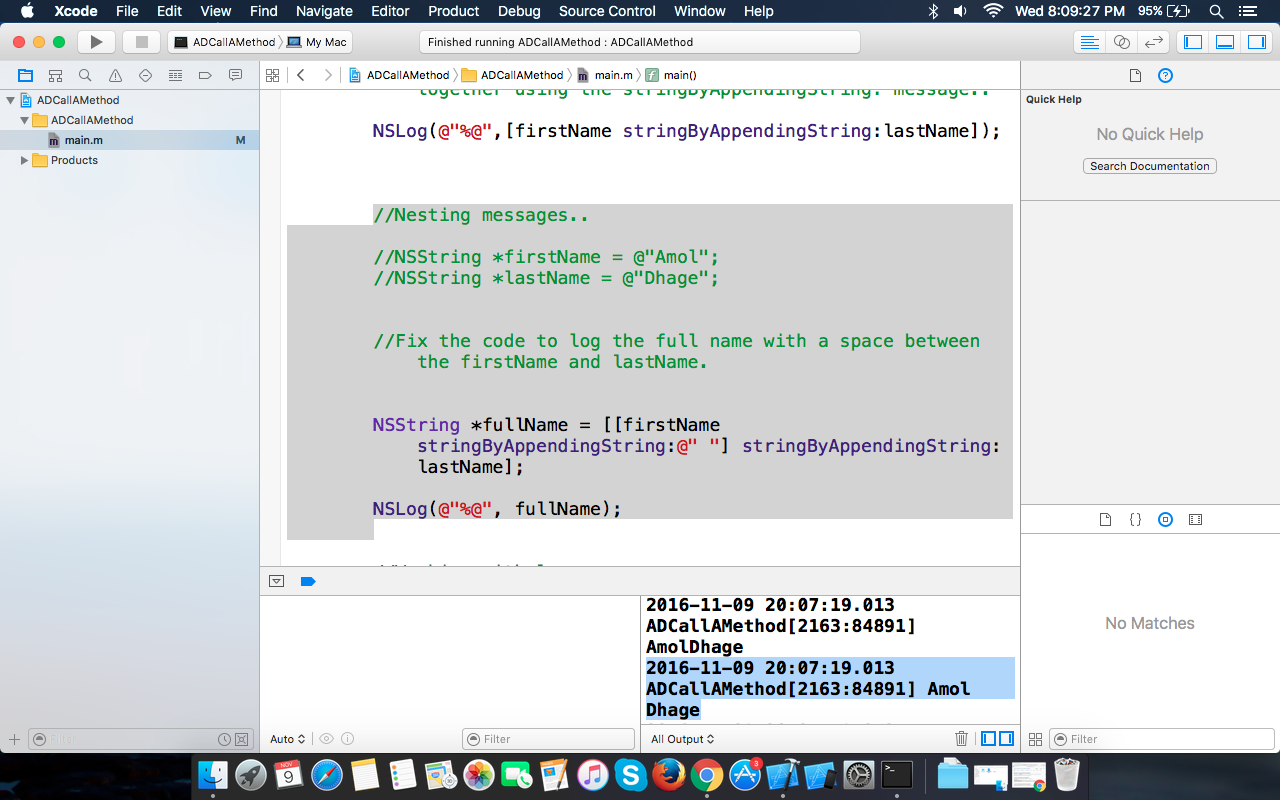 Xcode File Edit View Find Navigate Editor Product Debug Source Control Window Help Wed 8:09:27 PM 95%
ADCallAMethod My Mac Finished running ADCallAMethod : ADCallAMethod
ADCallAMethod ADCallAMethod main.m main()
ADCallAMethod
ADCallAMethod
main.m M
Products
together using the stringByAppendingString: message..
NSLog(@"%@",[firstName stringByAppendingString:lastName]);
//Nesting messages..
//NSString *firstName = @"Amol";
//NSString *lastName = @"Dhage";
//Fix the code to log the full name with a space between
the firstName and lastName.
NSString *fullName = [[firstName
stringByAppendingString:@" "] stringByAppendingString:
lastName];
NSLog(@"%@", fullName);
Quick Help
No Quick Help
Search Documentation
{}
No Matches
2016-11-09 20:07:19.013
ADCallAMethod[2163:84891]
AmolDhage
2016-11-09 20:07:19.013
ADCallAMethod[2163:84891] Amol
Dhage
Filter
Auto
Filter
All Output
Filter
NOV
9
3